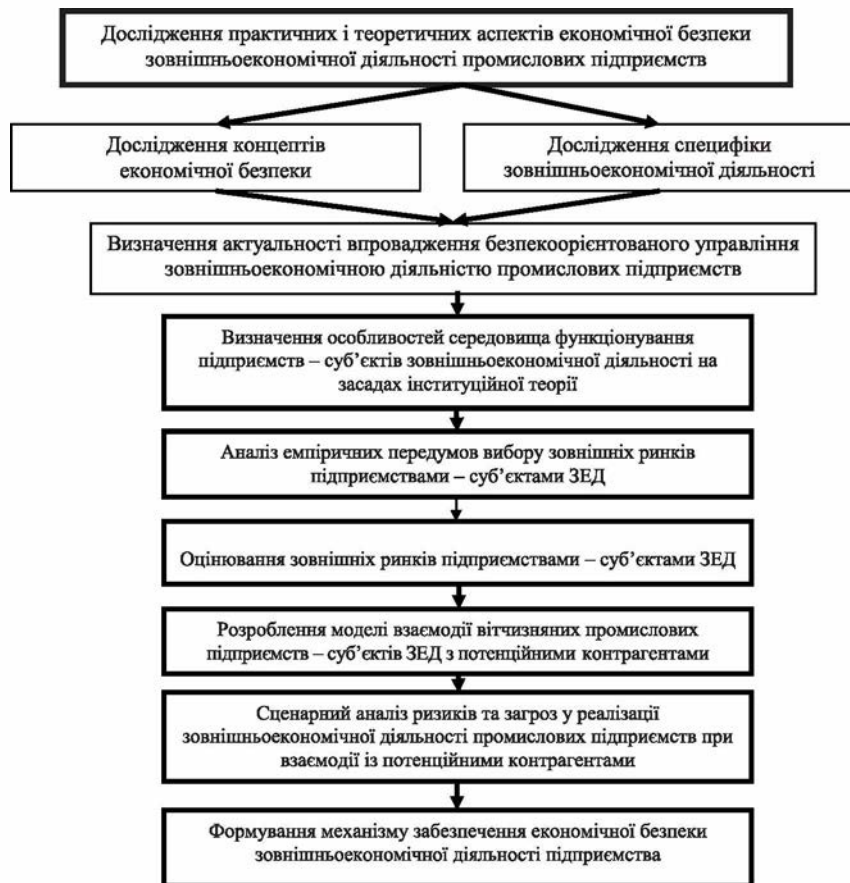 Дослідження практичних і теоретичних аспектів економічної безпеки
зовнішньоекономічної діяльності промислових підприємств
Дослідження концептів
економічної безпеки
Дослідження специфіки
зовнішньоекономічної діяльності
Визначення актуальності впровадження безпекоорієнтованого управління
зовнішньоекономічною діяльністю промислових підприємств
Визначення особливостей середовища функціонування
підприємств – суб’єктів зовнішньоекономічної діяльності на
засадах інституційної теорії
Аналіз емпіричних передумов вибору зовнішніх ринків
підприємствами – суб’єктами ЗЕД
Оцінювання зовнішніх ринків підприємствами – суб’єктами ЗЕД
Розроблення моделі взаємодії вітчизняних промислових
підприємств – суб’єктів ЗЕД з потенційними контрагентами
Сценарний аналіз ризиків та загроз у реалізації
зовнішньоекономічної діяльності промислових підприємств при
взаємодії із потенційними контрагентами
Формування механізму забезпечення економічної безпеки
зовнішньоекономічної діяльності підприємства